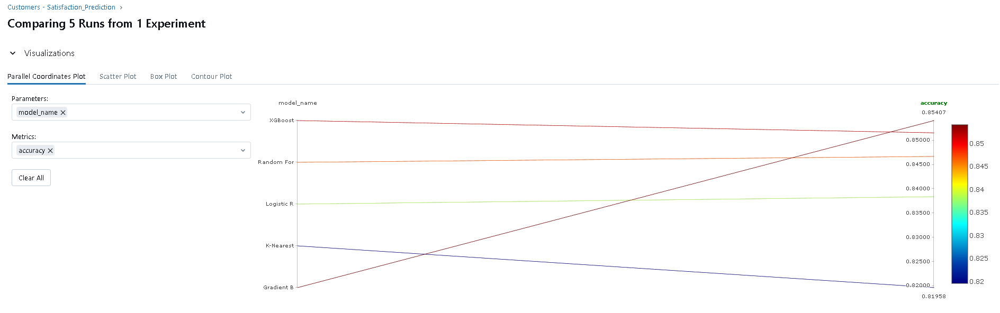 Customers - Satisfaction_Prediction ›
Comparing 5 Runs from 1 Experiment
Visualizations
Parallel Coordinates Plot Scatter Plot Box Plot Contour Plot
Parameters:
model_name ×
Metrics:
accuracy ×
Clear All
model_name
XGBoost
Random For
Logistic R
K-Nearest
Gradient B
accuracy
0.85407
0.85000
0.84500
0.84000
0.83500
0.83000
0.82500
0.82000
0.81958
0.85
0.845
0.84
0.835
0.83
0.825
0.82